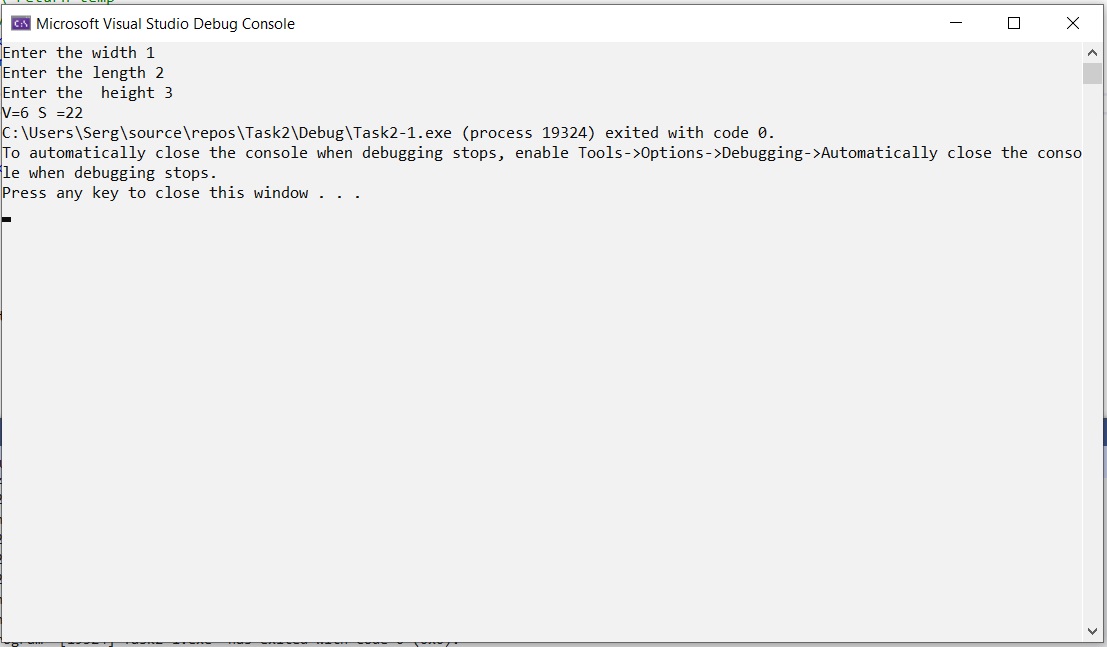 Microsoft Visual Studio Debug Console
Enter the width 1
Enter the length 2
Enter the  height 3
V=6 S =22
C:\Users\Serg\source\repos\Task2\Debug\Task2-1.exe (process 19324) exited with code 0.
To automatically close the console when debugging stops, enable Tools->Options->Debugging->Automatically close the conso
le when debugging stops.
Press any key to close this window . . .